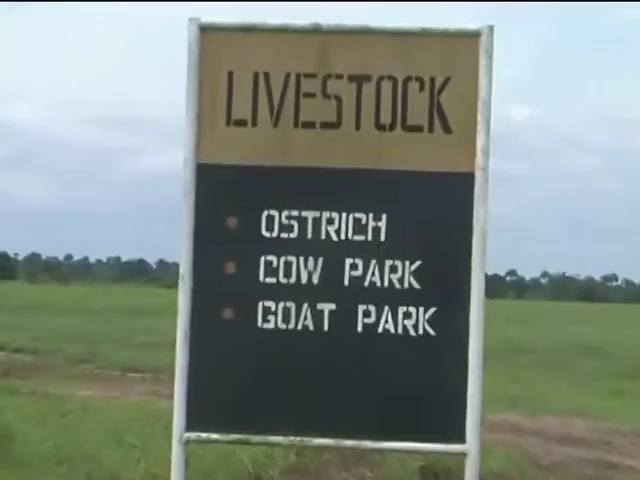 LIVESTOCK
• OSTRICH
• COW PARK
• GOAT PARK